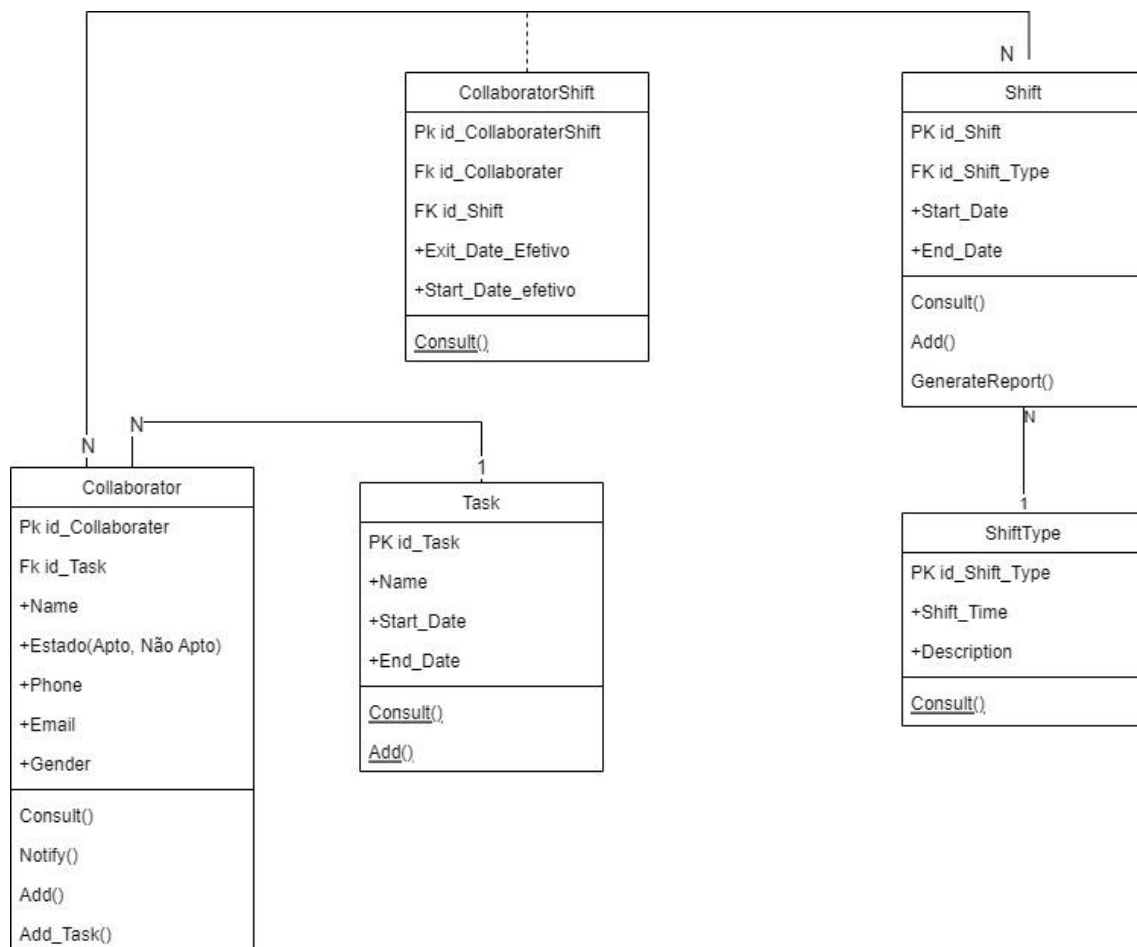 N
CollaboratorShift
Pk id_CollaboraterShift
Fk id_Collaborater
FK id_Shift
+Exit_Date_Efetivo
+Start_Date_efetivo
Consult()
Shift
PK id_Shift
FK id_Shift_Type
+Start_Date
+End_Date
Consult()
Add()
GenerateReport()
N
1
N
N
1
Collaborator
Pk id_Collaborater
Fk id_Task
+Name
+Estado(Apto, Não Apto)
+Phone
+Email
+Gender
Consult()
Notify()
Add()
Add_Task()
Task
PK id_Task
+Name
+Start_Date
+End_Date
Consult()
Add()
ShiftType
PK id_Shift_Type
+Shift_Time
+Description
Consult()